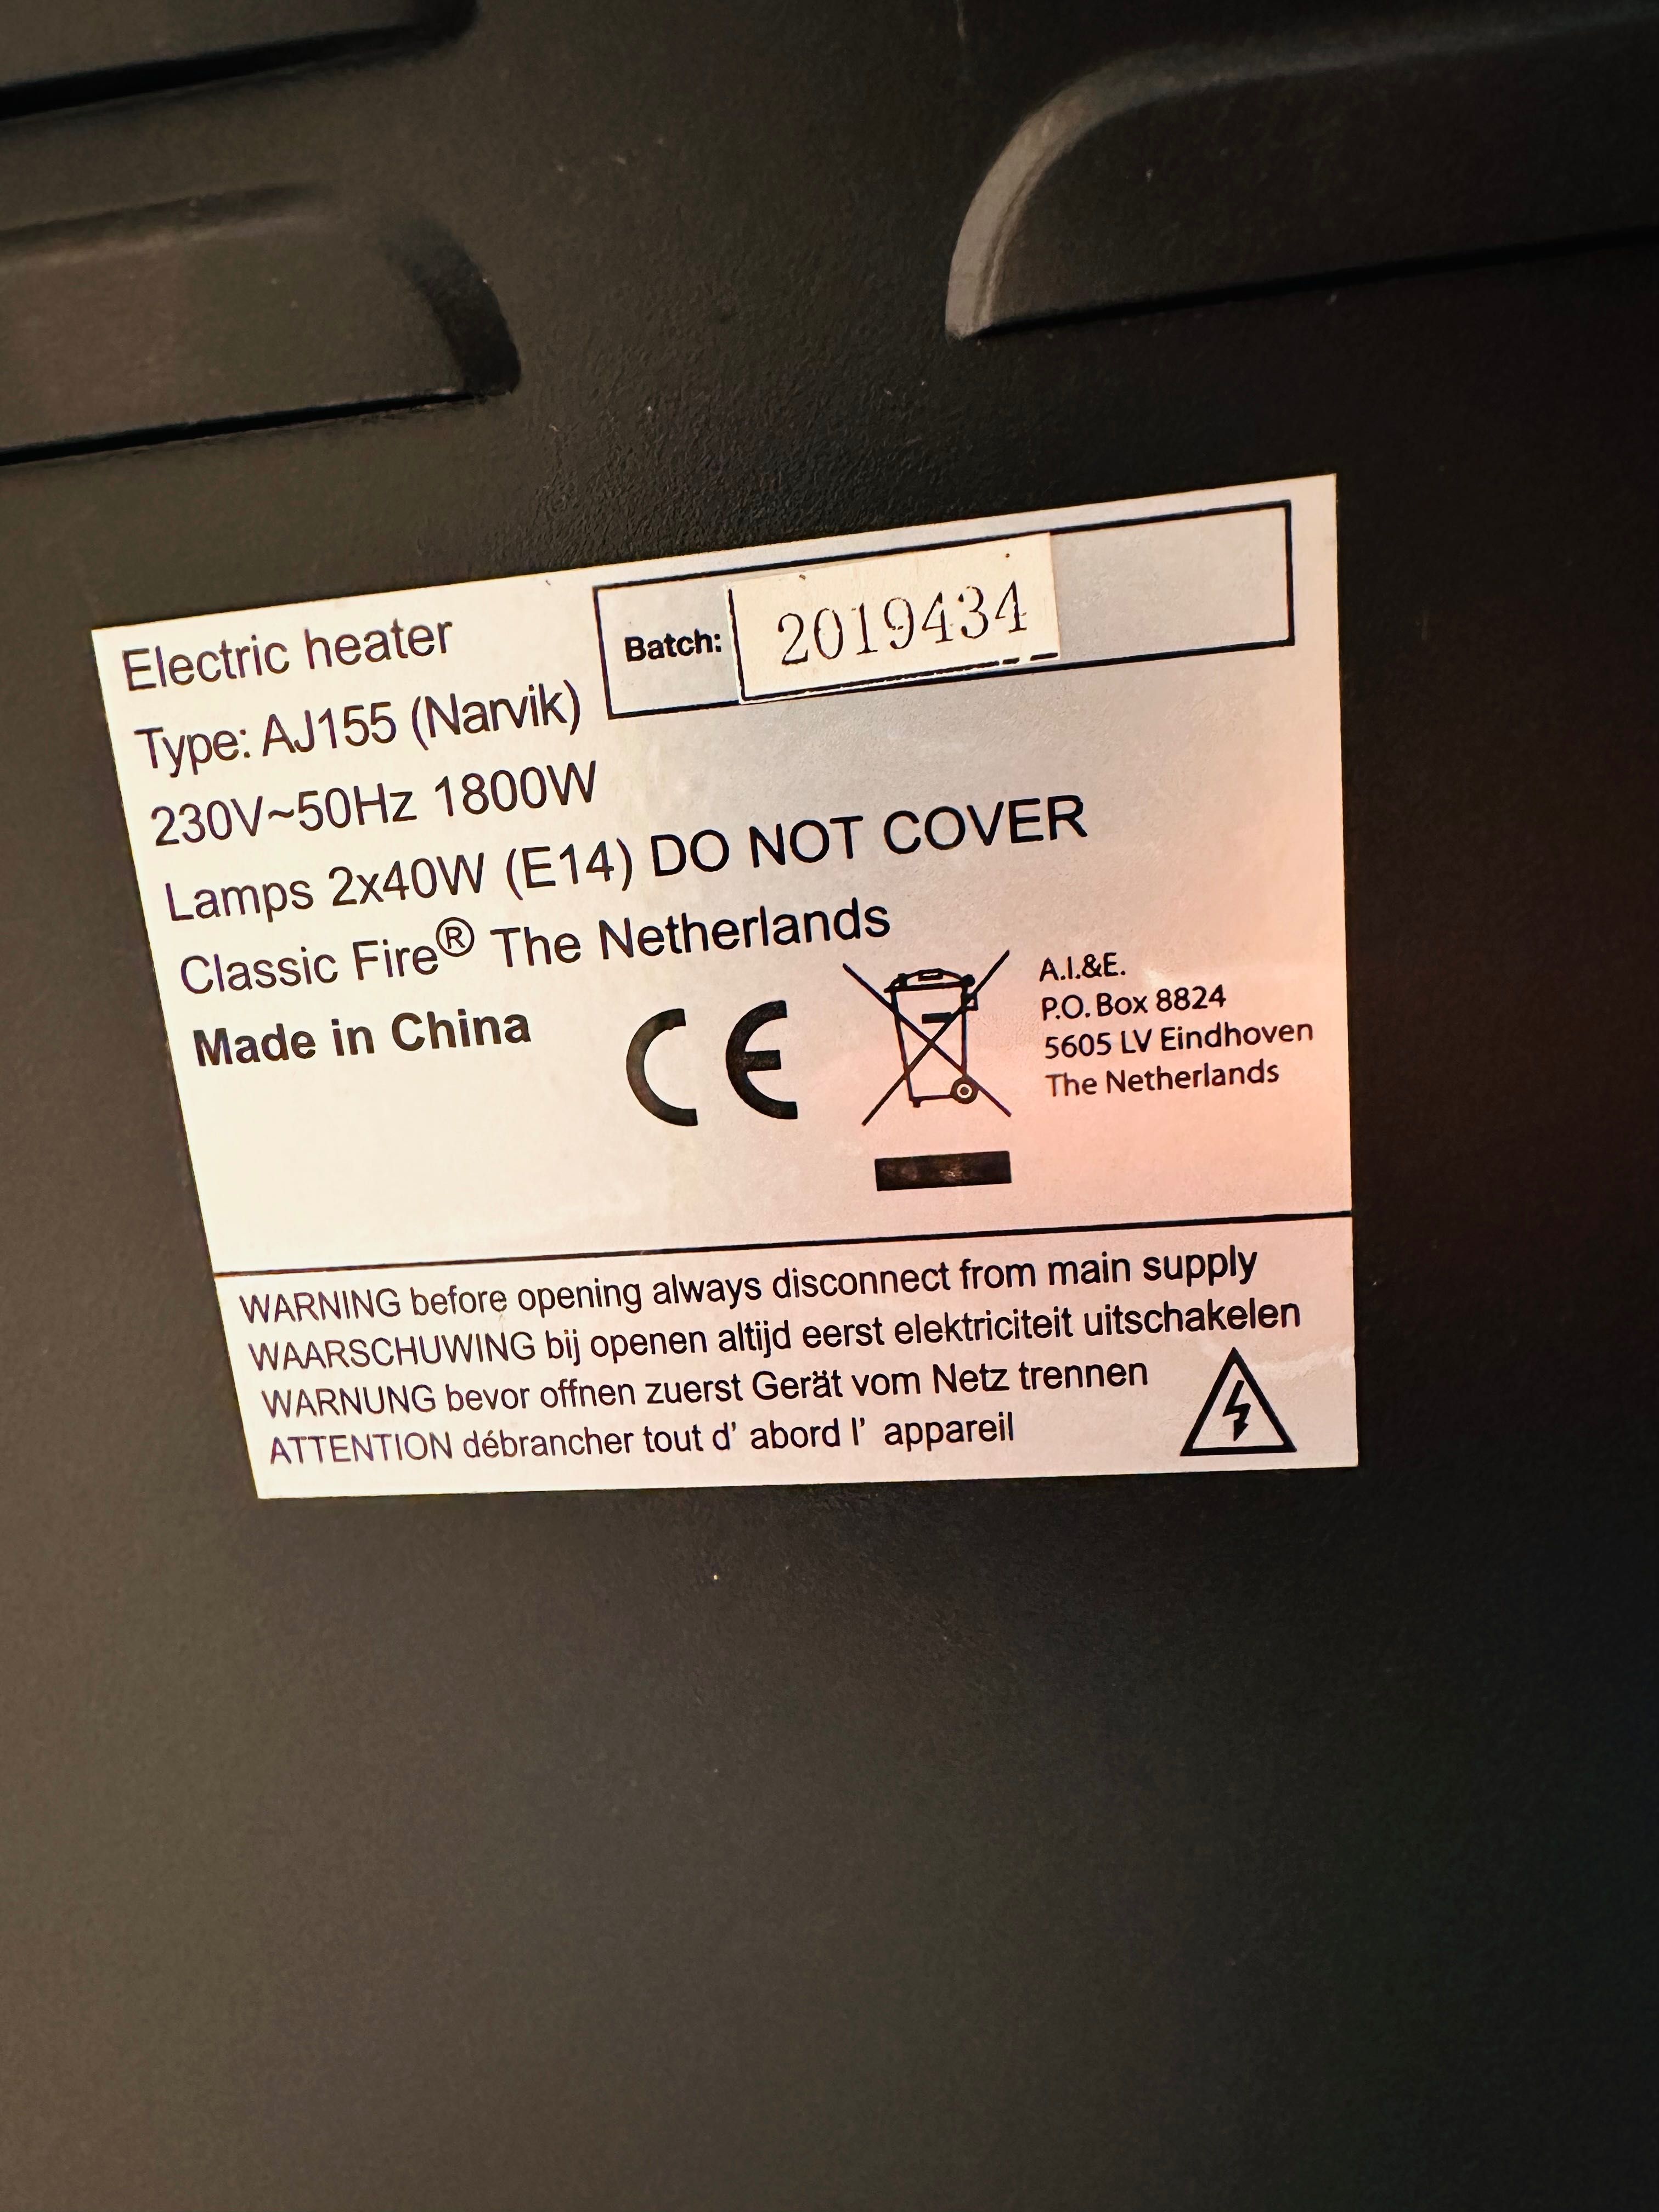 Electric heater
Batch: 2019434
Type: AJ155 (Narvik)
230V~50Hz 1800W
Lamps 2x40W (E14) DO NOT COVER
Classic Fire® The Netherlands
Made in China
CE
A.I.&E.
P.O. Box 8824
5605 LV Eindhoven
The Netherlands
WARNING before opening always disconnect from main supply
WAARSCHUWING bij openen altijd eerst elektriciteit uitschakelen
WARNUNG bevor offnen zuerst Gerät vom Netz trennen
ATTENTION débrancher tout d' abord l' appareil